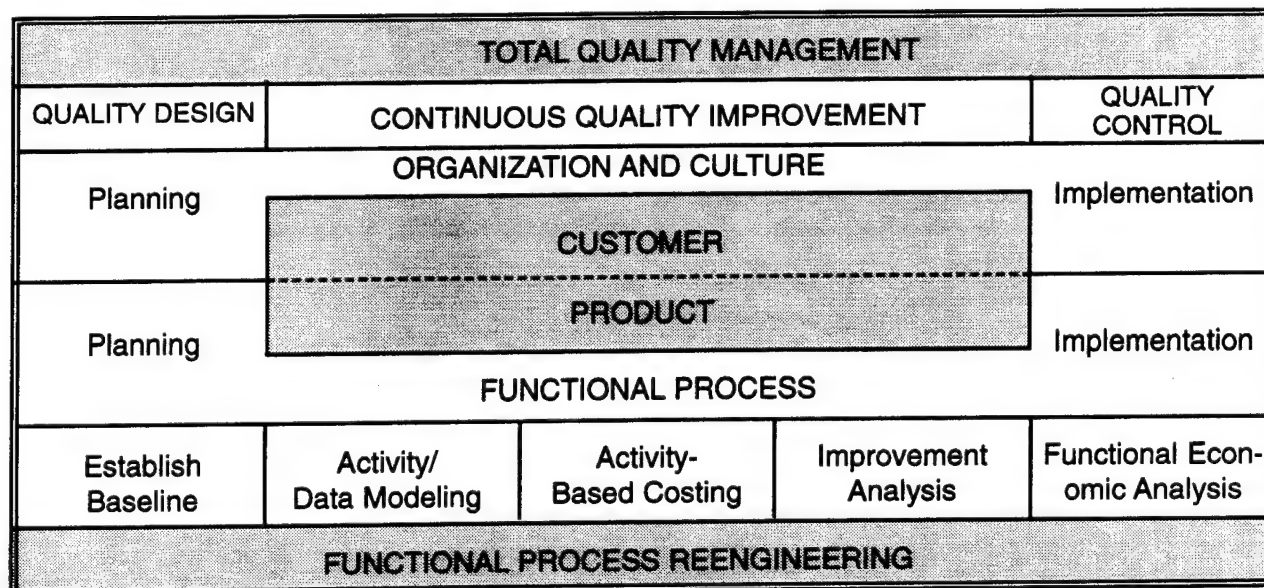 TOTAL QUALITY MANAGEMENT
QUALITY DESIGN
CONTINUOUS QUALITY IMPROVEMENT
QUALITY
CONTROL
ORGANIZATION AND CULTURE
Planning
Implementation
CUSTOMER
PRODUCT
Planning
Implementation
FUNCTIONAL PROCESS
Establish
Baseline
Activity/
Data Modeling
Activity-
Based Costing
Improvement
Analysis
Functional Econ-
omic Analysis
FUNCTIONAL PROCESS REENGINEERING